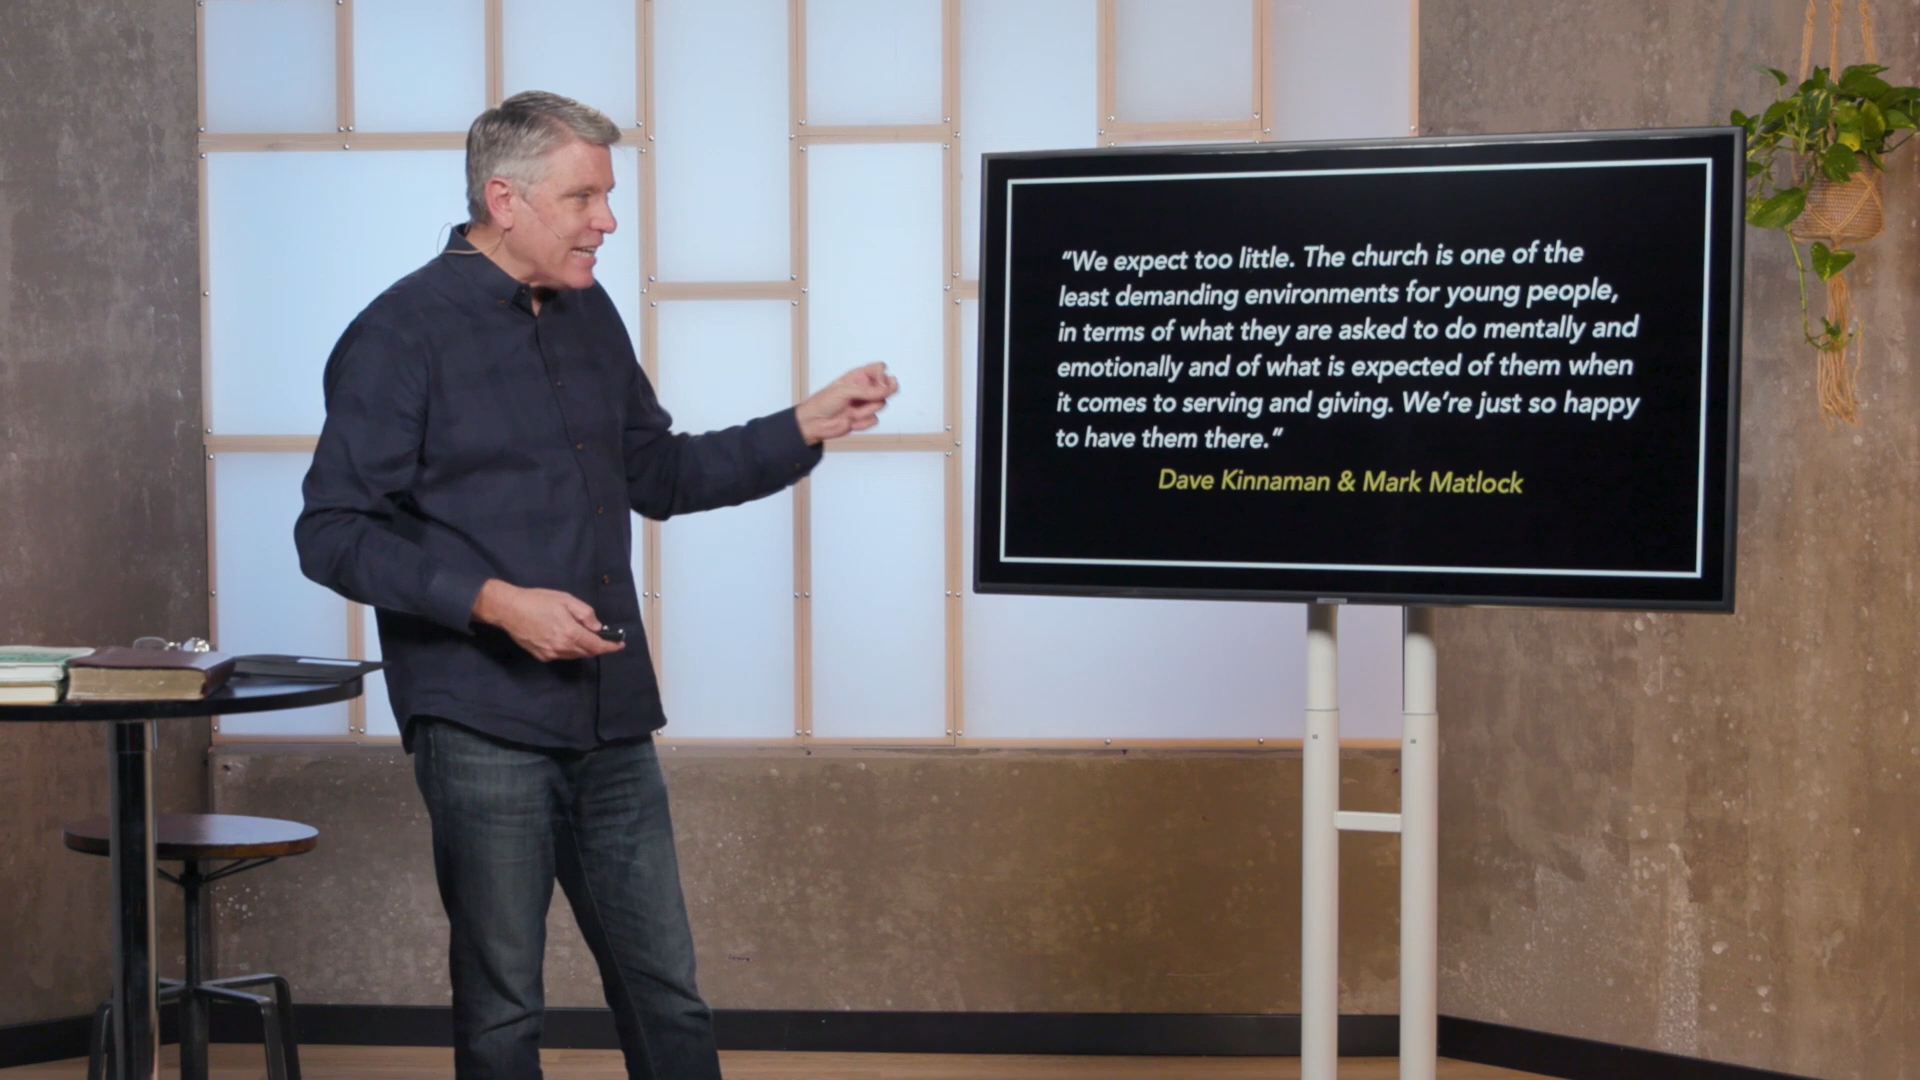 “We expect too little. The church is one of the
least demanding environments for young people,
in terms of what they are asked to do mentally and
emotionally and of what is expected of them when
it comes to serving and giving. We’re just so happy
to have them there.”
Dave Kinnaman & Mark Matlock